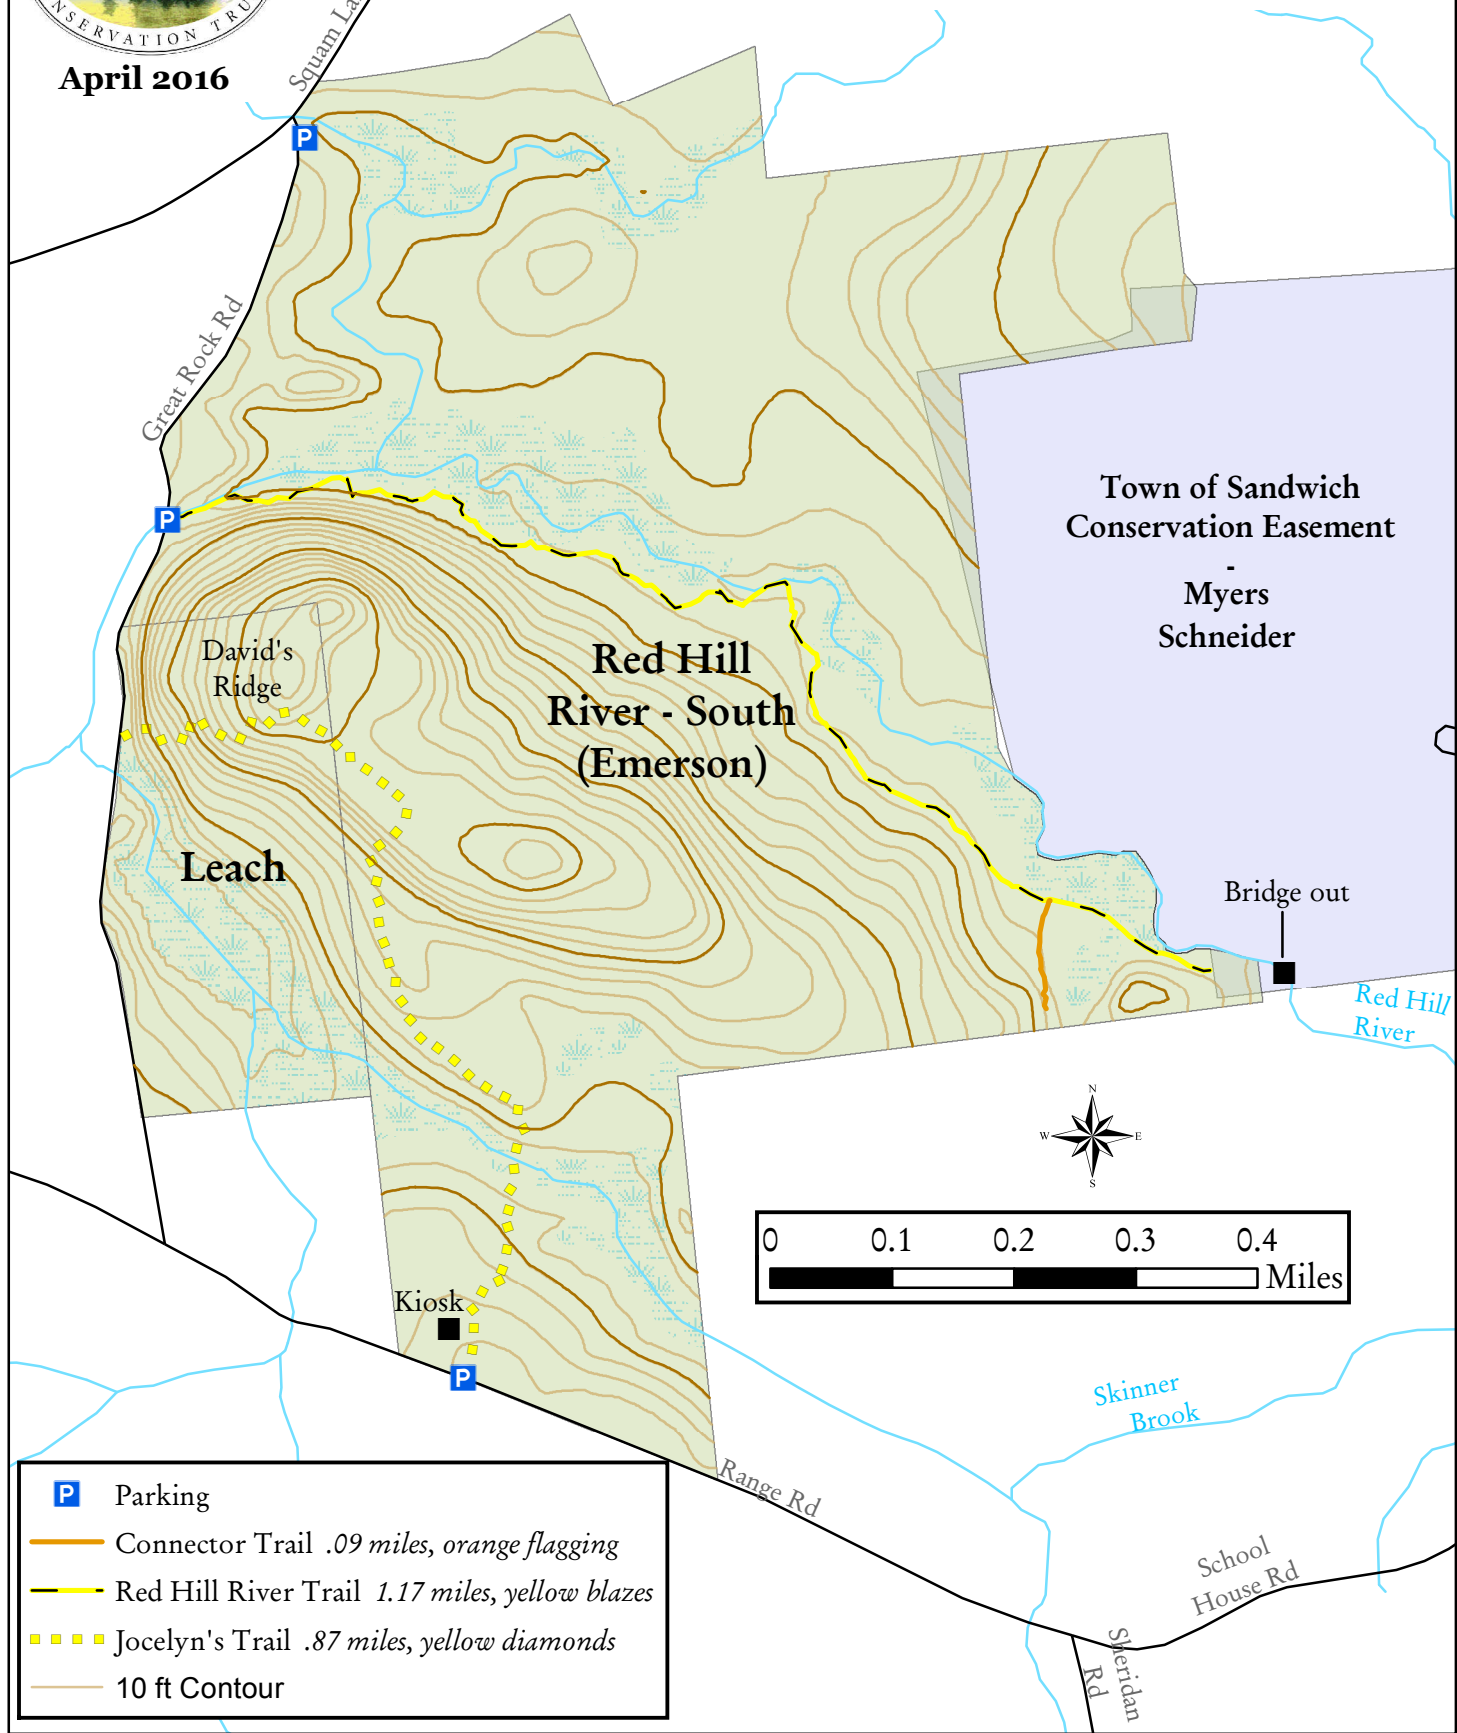 NSERVATION TRU
April 2016
Squam La
Great Rock Rd
Town of Sandwich
Conservation Easement
-
Myers
Schneider
David's
Ridge
Red Hill
River - South
(Emerson)
Leach
Bridge out
Red Hill
River
N
W E
S
0 0.1 0.2 0.3 0.4
Miles
Kiosk
P
P
P
Skinner
Brook
Range Rd
School
House Rd
Sheridan
Rd
P Parking
Connector Trail .09 miles, orange flagging
Red Hill River Trail 1.17 miles, yellow blazes
Jocelyn's Trail .87 miles, yellow diamonds
10 ft Contour